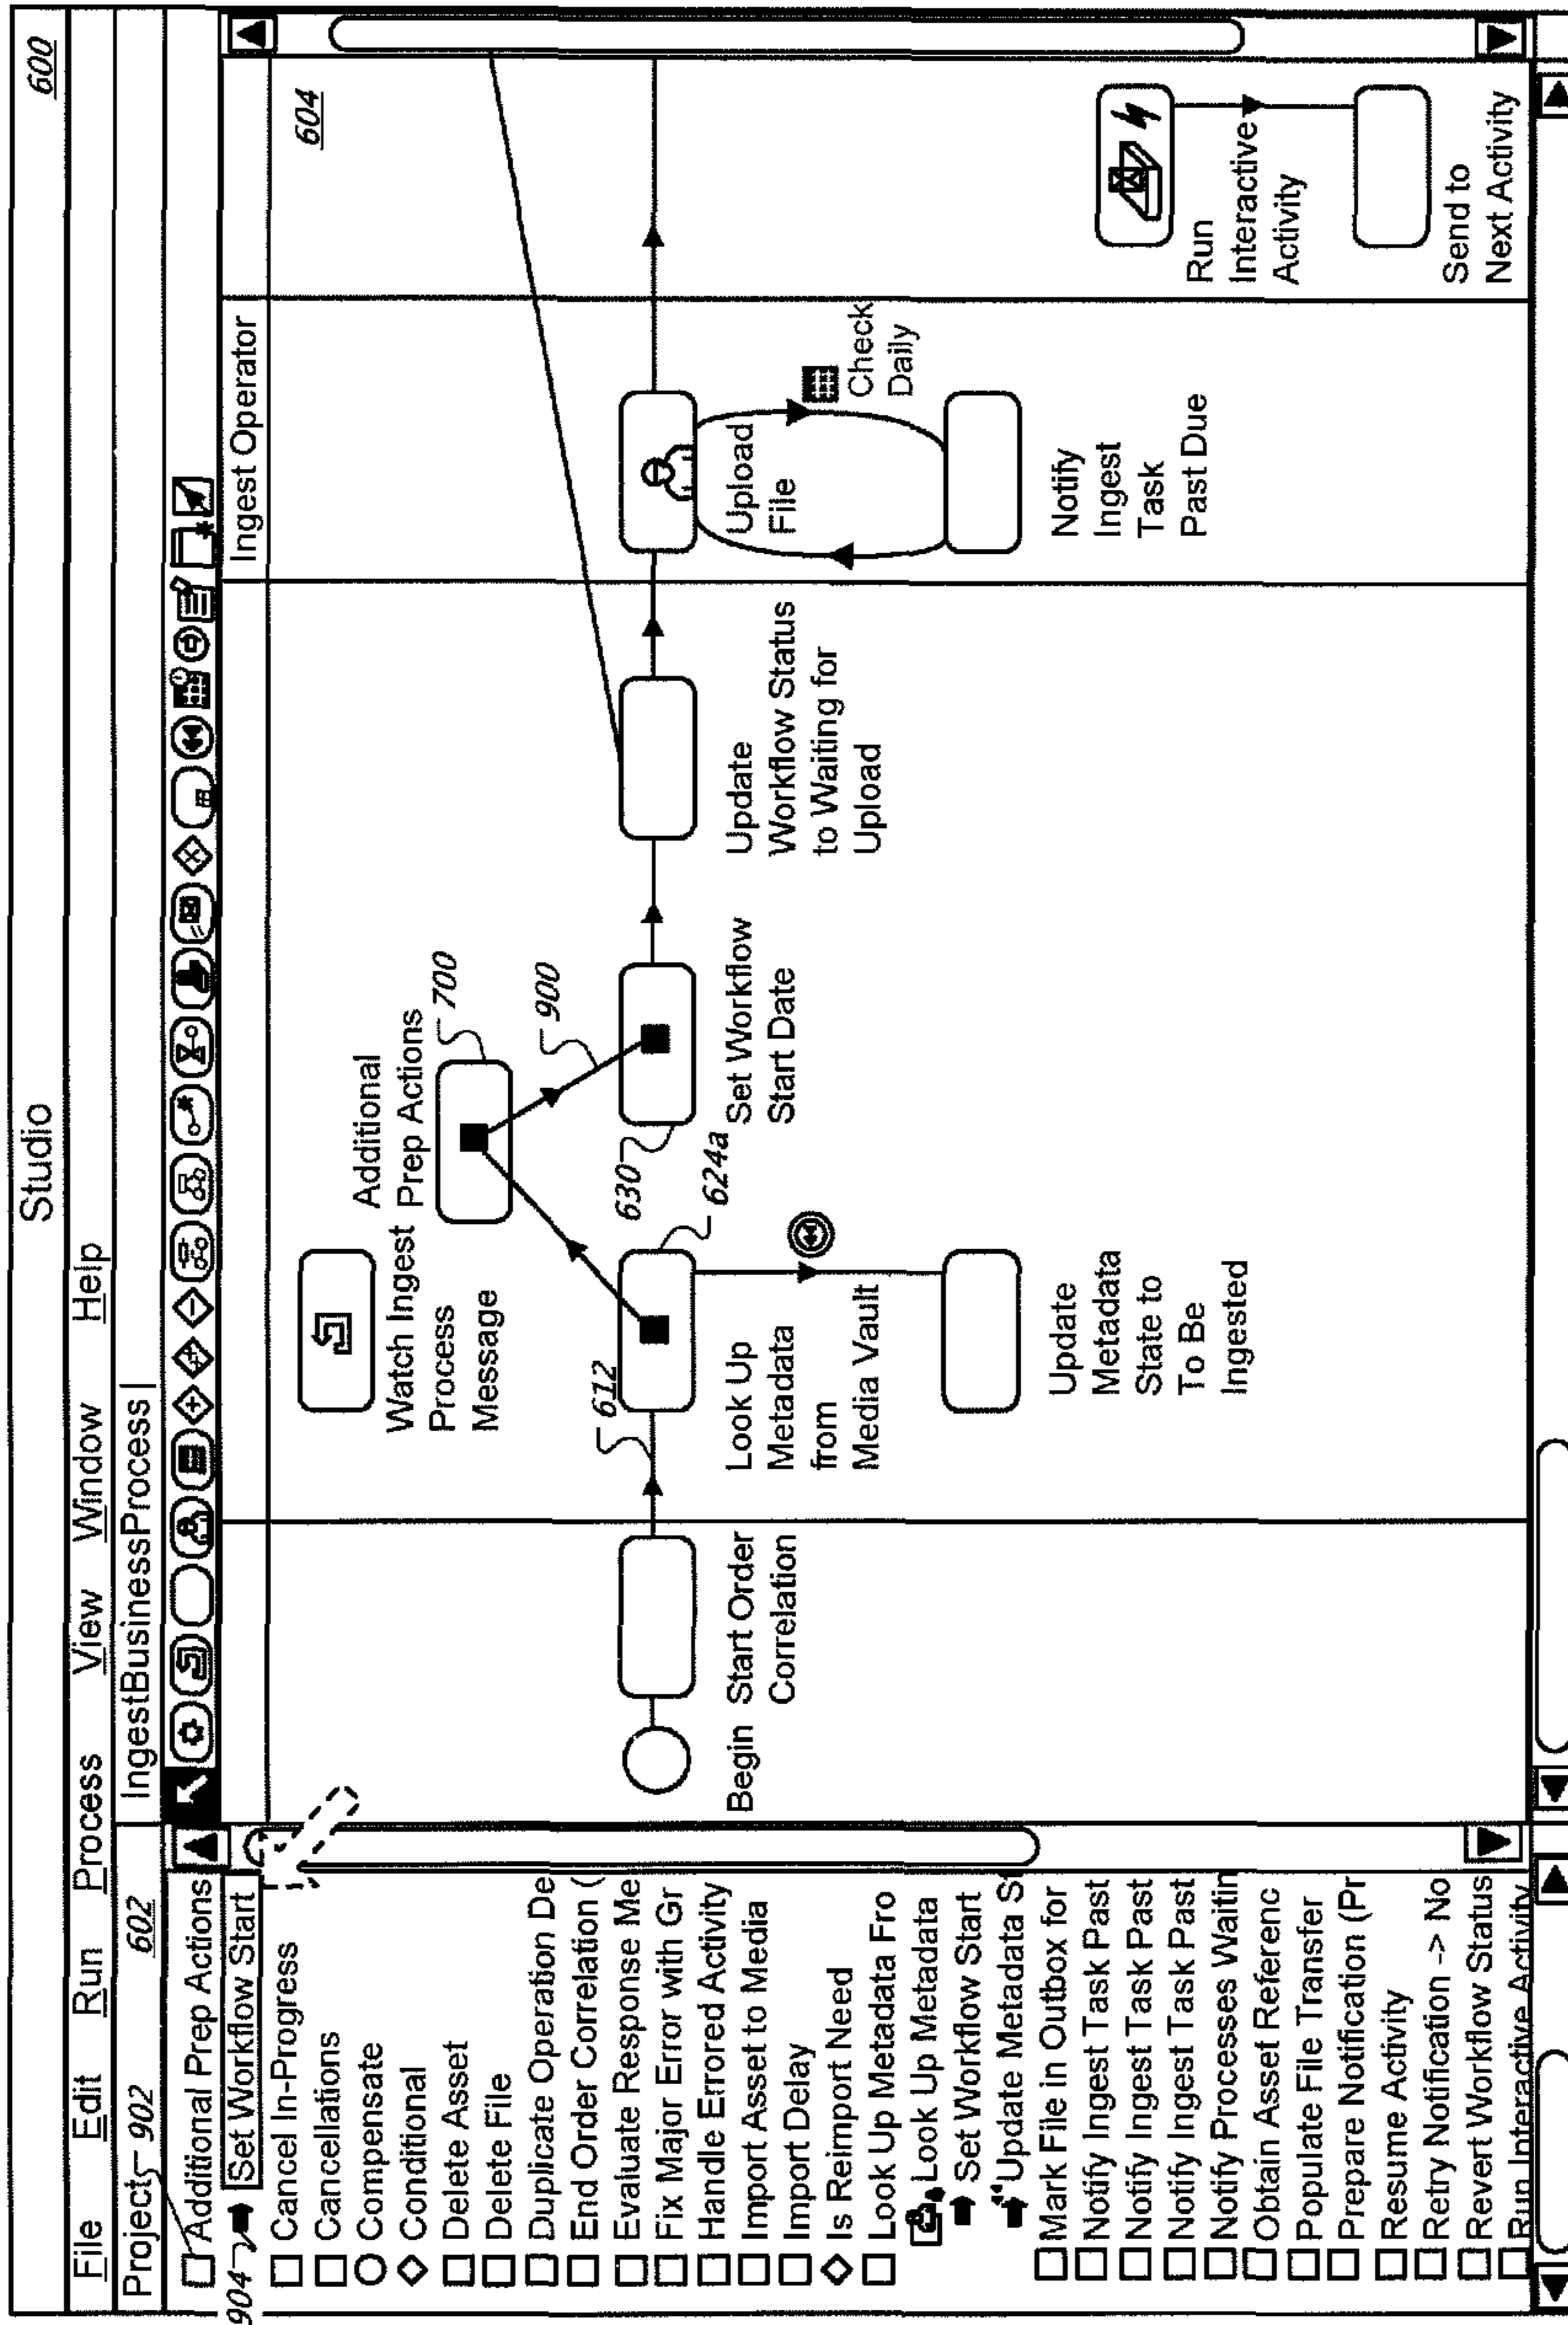 Studio
600
File Edit Run Process View Window Help
Project 902 602
IngestBusinessProcess
Additional Prep Actions
904
Set Workflow Start
Cancel In-Progress
Cancellations
Compensate
Conditional
Delete Asset
Delete File
Duplicate Operation De
End Order Correlation (
Evaluate Response Me
Fix Major Error with Gr
Handle Errored Activity
Import Asset to Media
Import Delay
Is Reimport Need
Look Up Metadata Fro
Look Up Metadata
Set Workflow Start
Update Metadata St
Mark File in Outbox for
Notify Ingest Task Past
Notify Ingest Task Past
Notify Ingest Task Past
Notify Processes Waitin
Obtain Asset Referenc
Populate File Transfer
Prepare Notification (Pr
Resume Activity
Retry Notification -> No
Revert Workflow Status
Run Interactive Activity
Ingest Operator
604
Watch Ingest
Process
Message
Additional
Prep Actions
700
900
612
630
624a
Begin
Start Order
Correlation
Look Up
Metadata
from
Media Vault
Set Workflow
Start Date
Update
Workflow Status
to Waiting for
Upload
Upload
File
Check
Daily
Update
Metadata
State to
To Be
Ingested
Notify
Ingest
Task
Past Due
Run
Interactive
Activity
Send to
Next Activity